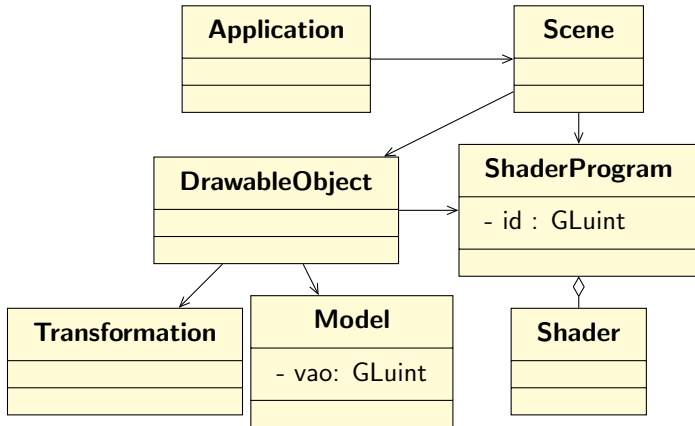 Application
Scene
DrawableObject
ShaderProgram
- id : GLuint
Transformation
Model
- vao: GLuint
Shader